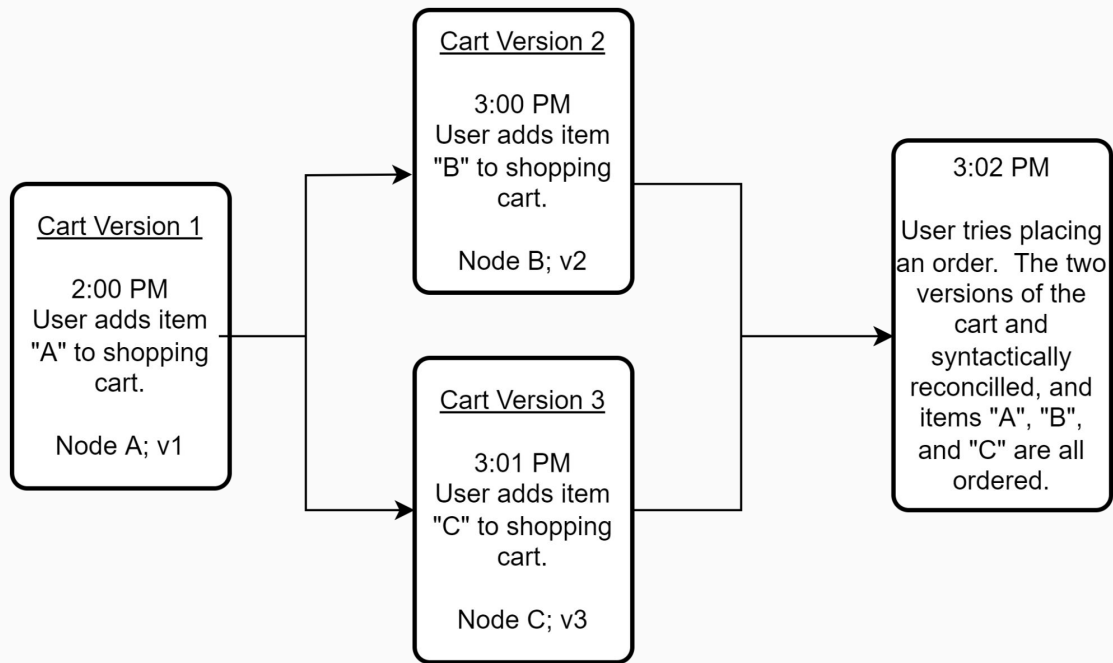 Cart Version 1
2:00 PM
User adds item
"A" to shopping
cart.
Node A; v1
Cart Version 2
3:00 PM
User adds item
"B" to shopping
cart.
Node B; v2
Cart Version 3
3:01 PM
User adds item
"C" to shopping
cart.
Node C; v3
3:02 PM
User tries placing
an order.  The two
versions of the
cart and
syntactically
reconcilled, and
items "A", "B",
and "C" are all
ordered.